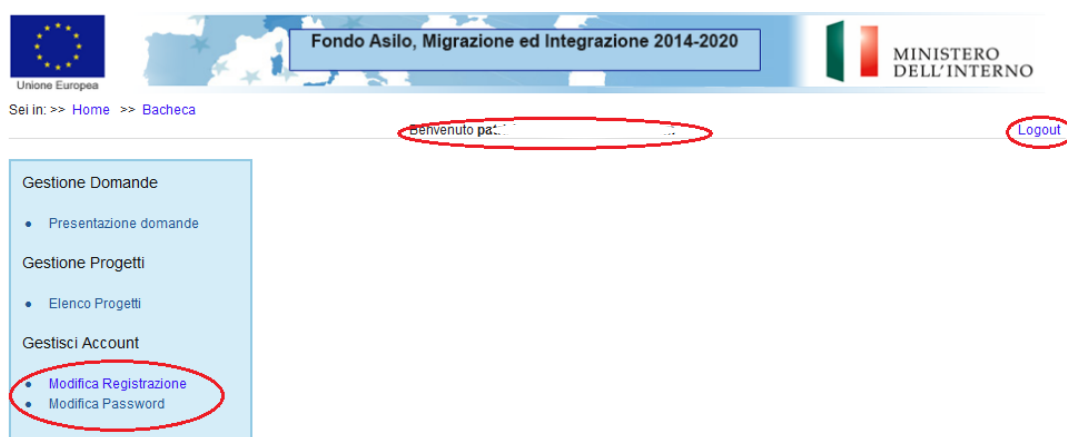 Fondo Asilo, Migrazione ed Integrazione 2014-2020
MINISTERO
DELL'INTERNO
Unione Europea
Sei in: >> Home >> Bacheca
Benvenuto
Logout
Gestione Domande
• Presentazione domande
Gestione Progetti
• Elenco Progetti
Gestisci Account
• Modifica Registrazione
• Modifica Password